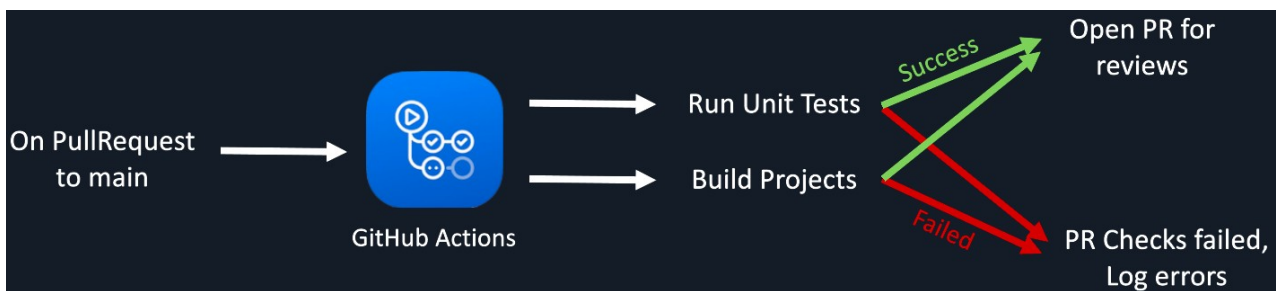 On PullRequest
to main
GitHub Actions
Run Unit Tests
Build Projects
Success
Failed
Open PR for
reviews
PR Checks failed,
Log errors